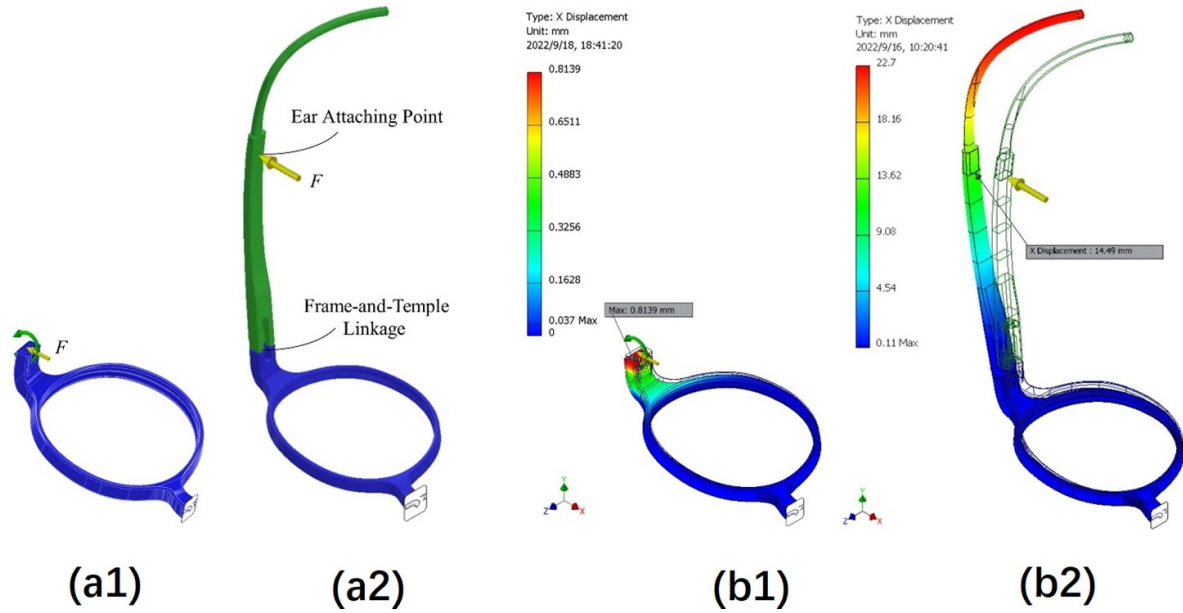 Ear Attaching Point
F
Frame-and-Temple
Linkage
F
Type: X Displacement
Unit: mm
2022/9/18, 18:41:20
0.8139
0.6511
0.4883
0.3256
0.1628
0.037 Max
0
Max: 0.8139 mm
Y
Z
X
Type: X Displacement
Unit: mm
2022/9/16, 10:20:41
22.7
18.16
13.62
9.08
4.54
0.11 Max
X Displacement : 14.49 mm
Y
Z
X
(a1)
(a2)
(b1)
(b2)